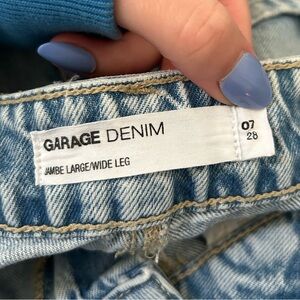 GARAGE DENIM
JAMBE LARGE/WIDE LEG
07
28